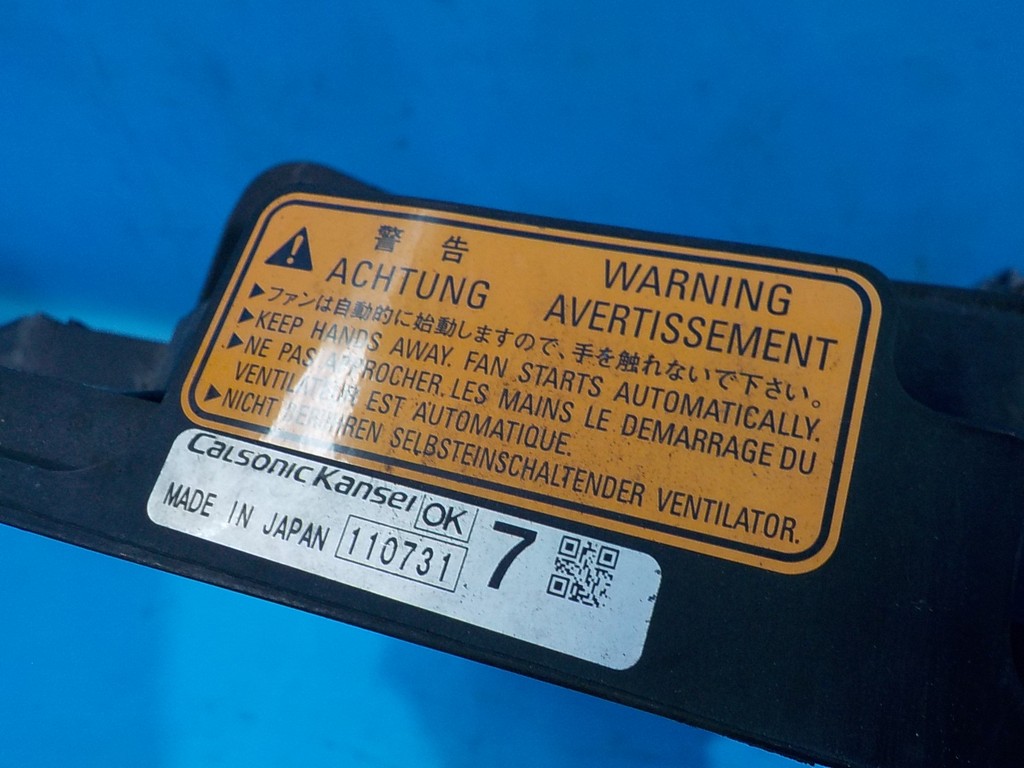 警告 WARNING
ACHTUNG AVERTISSEMENT
▶ファンは自動的に始動しますので、手を触れないで下さい。
▶KEEP HANDS AWAY. FAN STARTS AUTOMATICALLY.
▶NE PAS APPROCHER. LES MAINS LE DEMARRAGE DU
VENTILATEUR EST AUTOMATIQUE.
▶NICHT BERUHREN SELBSTEINSCHALTENDER VENTILATOR.
CalsonicKansei OK 7
MADE IN JAPAN 110731